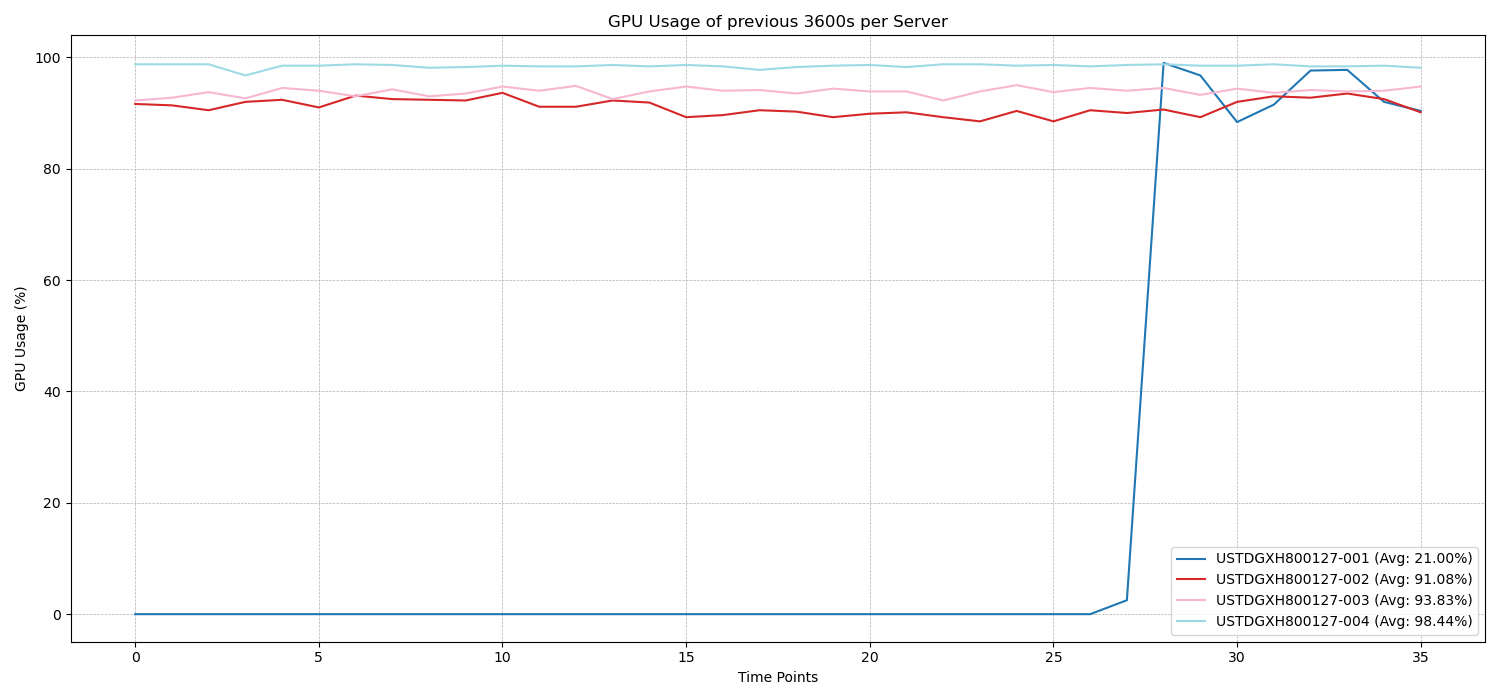 GPU Usage of previous 3600s per Server
GPU Usage (%)
100
80
60
40
20
0
0 5 10 15 20 25 30 35
Time Points
USTDGXH800127-001 (Avg: 21.00%)
USTDGXH800127-002 (Avg: 91.08%)
USTDGXH800127-003 (Avg: 93.83%)
USTDGXH800127-004 (Avg: 98.44%)